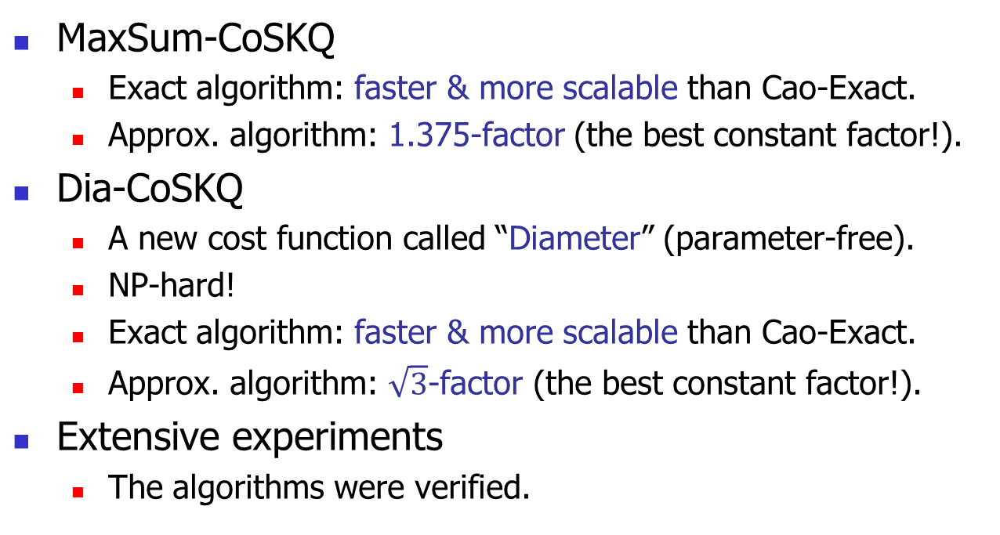 MaxSum-CoSKQ
Exact algorithm: faster & more scalable than Cao-Exact.
Approx. algorithm: 1.375-factor (the best constant factor!).
Dia-CoSKQ
A new cost function called “Diameter” (parameter-free).
NP-hard!
Exact algorithm: faster & more scalable than Cao-Exact.
Approx. algorithm: √3-factor (the best constant factor!).
Extensive experiments
The algorithms were verified.